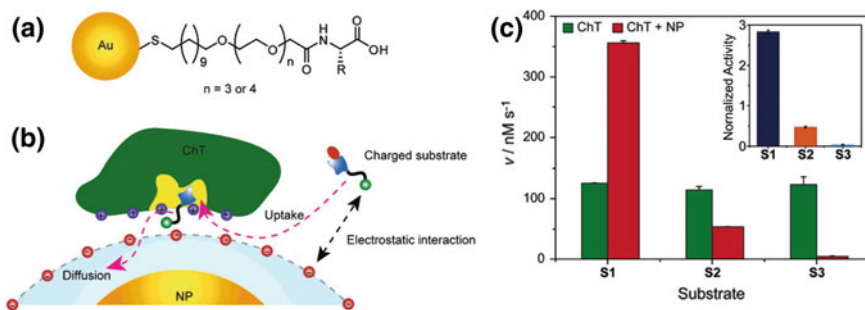 (a)
Au
S
9
O
O
n
O
H
N
R
O
OH
n = 3 or 4
(b)
ChT
Charged substrate
Uptake
Electrostatic interaction
Diffusion
NP
(c)
ChT ChT + NP
400
300
200
100
0
v / nM s⁻¹
S1 S2 S3
Substrate
3
2
1
0
Nornalized Activity
S1 S2 S3